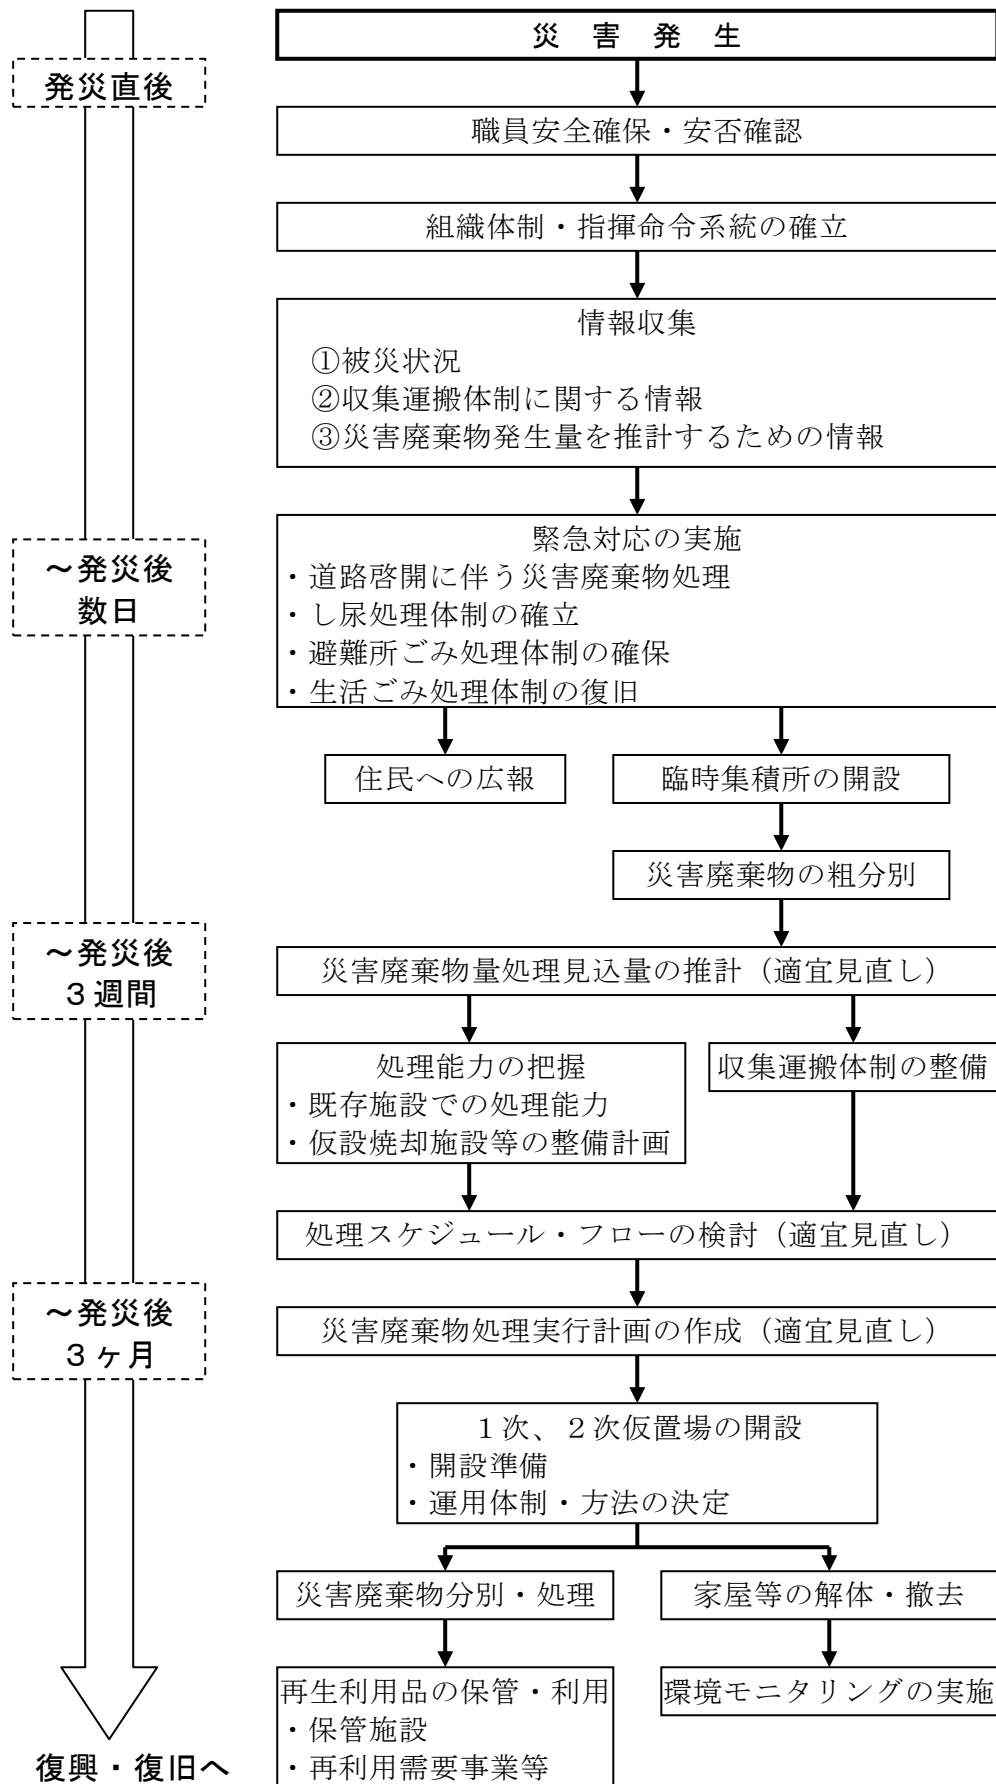 災　害　発　生
発災直後
職員安全確保・安否確認
組織体制・指揮命令系統の確立
情報収集
①被災状況
②収集運搬体制に関する情報
③災害廃棄物発生量を推計するための情報
～発災後
数日
緊急対応の実施
・道路啓開に伴う災害廃棄物処理
・し尿処理体制の確立
・避難所ごみ処理体制の確保
・生活ごみ処理体制の復旧
住民への広報
臨時集積所の開設
災害廃棄物の粗分別
～発災後
３週間
災害廃棄物量処理見込量の推計（適宜見直し）
処理能力の把握
・既存施設での処理能力
・仮設焼却施設等の整備計画
収集運搬体制の整備
処理スケジュール・フローの検討（適宜見直し）
～発災後
３ヶ月
災害廃棄物処理実行計画の作成（適宜見直し）
１次、２次仮置場の開設
・開設準備
・運用体制・方法の決定
災害廃棄物分別・処理
家屋等の解体・撤去
再生利用品の保管・利用
・保管施設
・再利用需要事業等
環境モニタリングの実施
復興・復旧へ